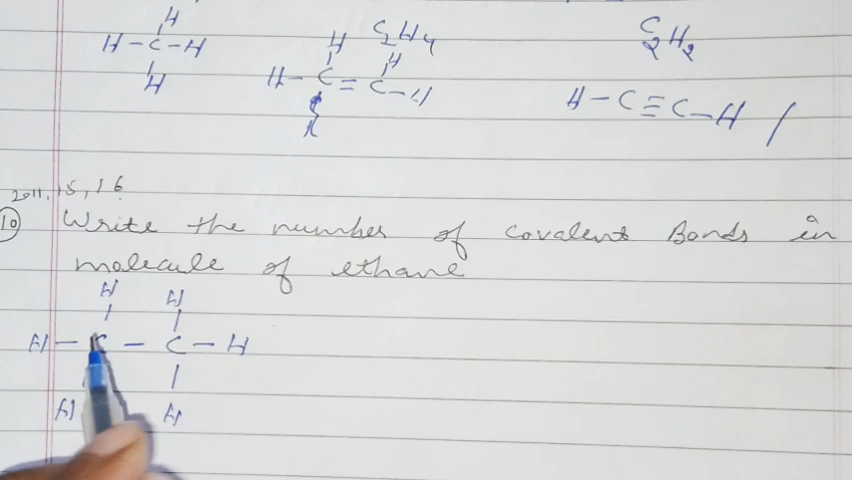 H
H - C - H
H
C2H4
H H
H - C = C - H
C2H2
H - C ≡ C - H
2011, 15, 16
10 Write the number of covalent Bonds in
molecule of ethane
H H
H - C - C - H
H H